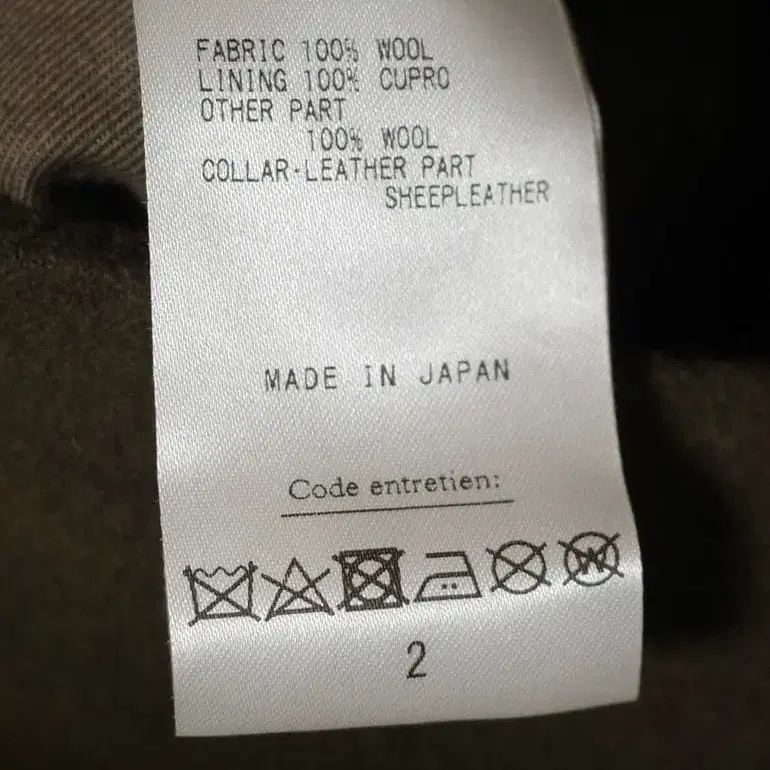 FABRIC 100% WOOL
LINING 100% CUPRO
OTHER PART
100% WOOL
COLLAR-LEATHER PART
SHEEPLEATHER
MADE IN JAPAN
Code entretien:
W
2